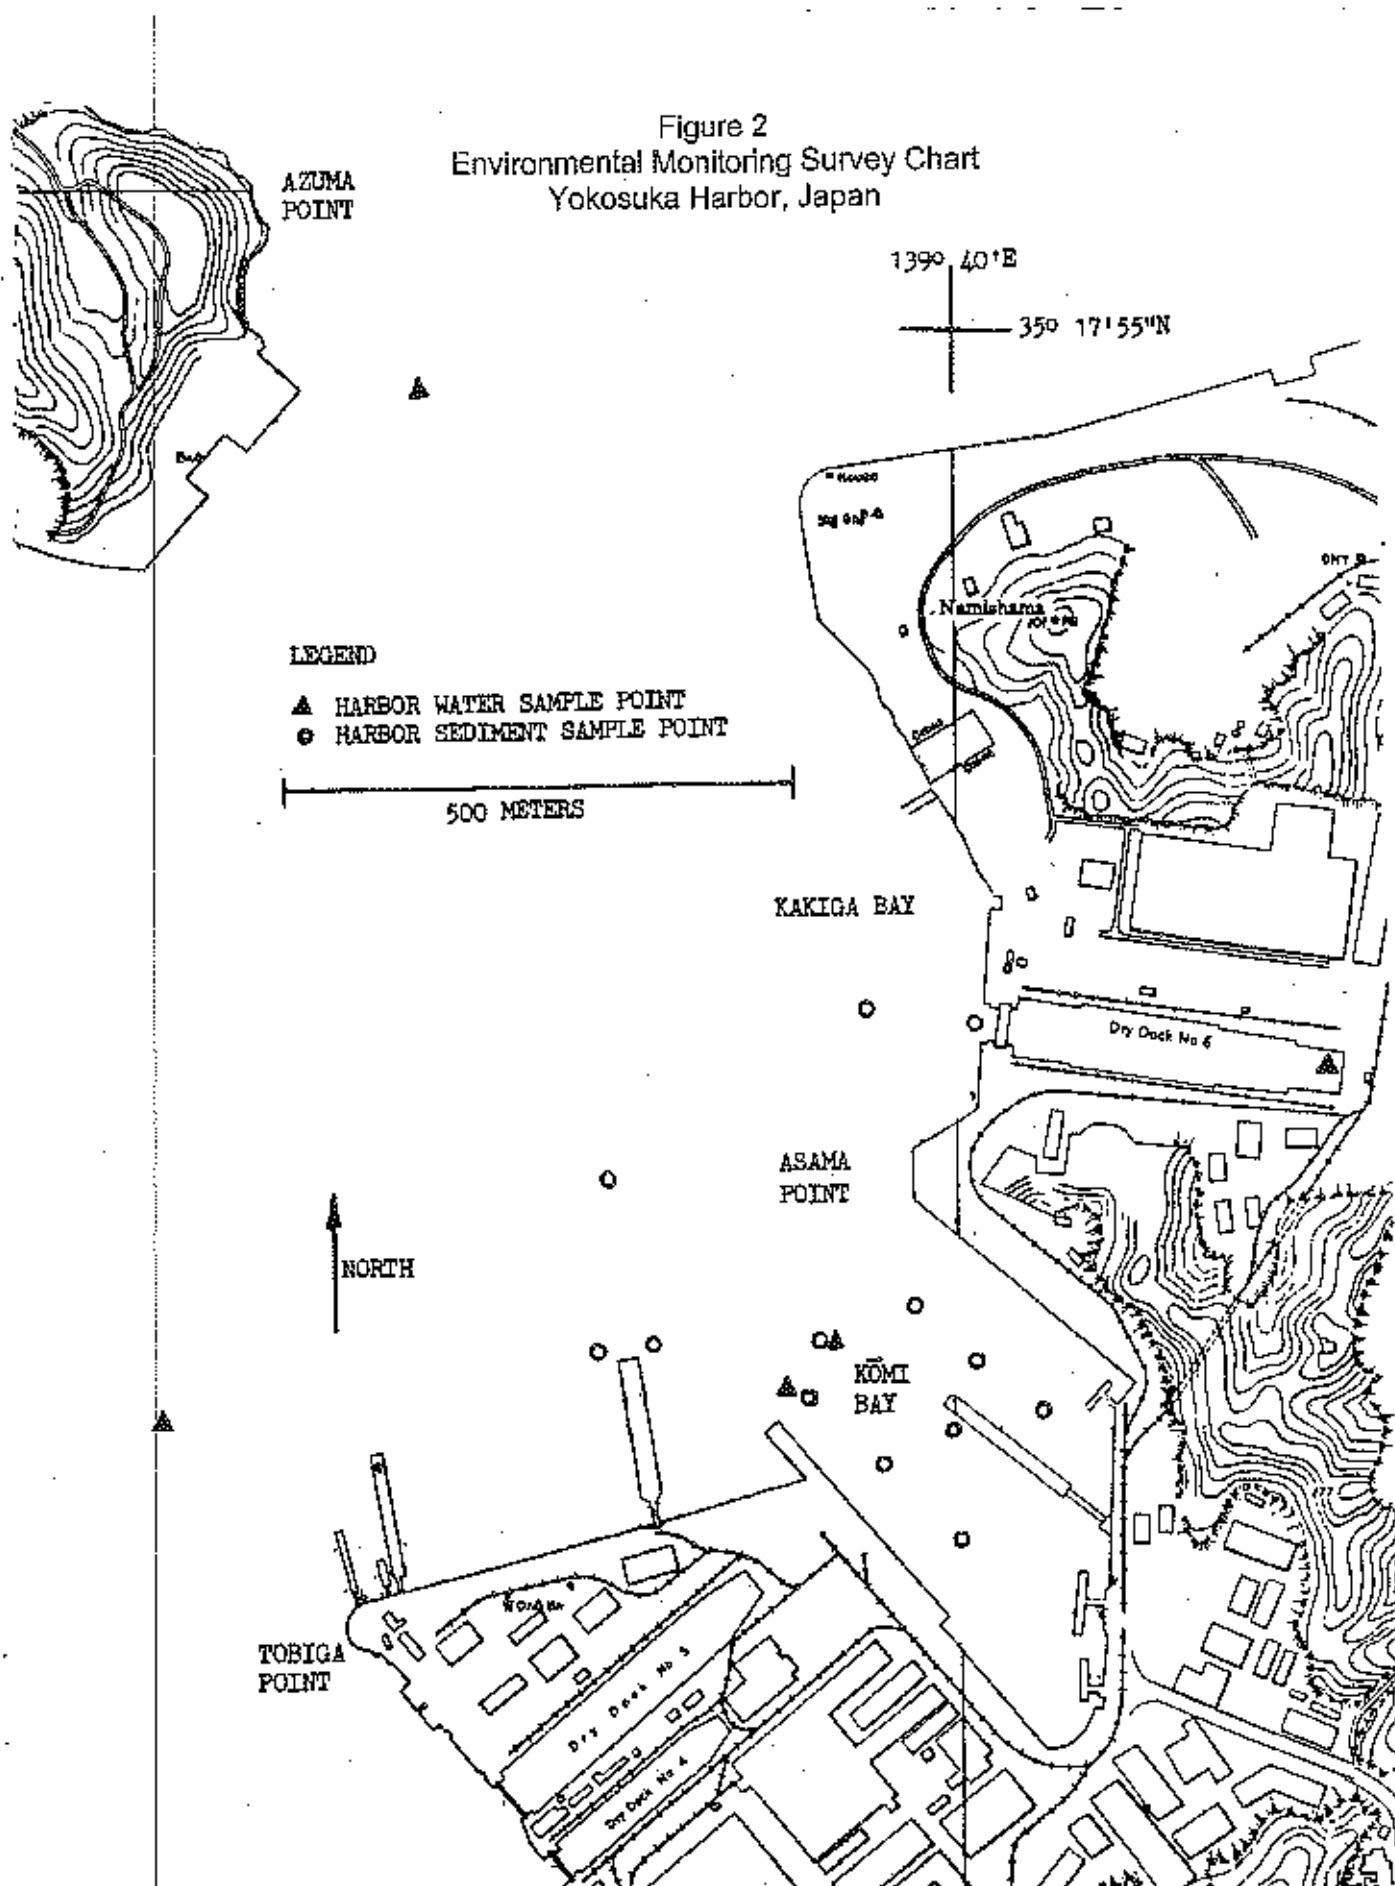 Figure 2
Environmental Monitoring Survey Chart
Yokosuka Harbor, Japan
AZUMA
POINT
139° 40'E
35° 17'55"N
House
Namishama
LEGEND
HARBOR WATER SAMPLE POINT
HARBOR SEDIMENT SAMPLE POINT
500 METERS
KAKIGA BAY
Dry Dock No 6
ASAMA
POINT
NORTH
KŌMI
BAY
TOBIGA
POINT
Dry Dock No 5
Dry Dock No 4